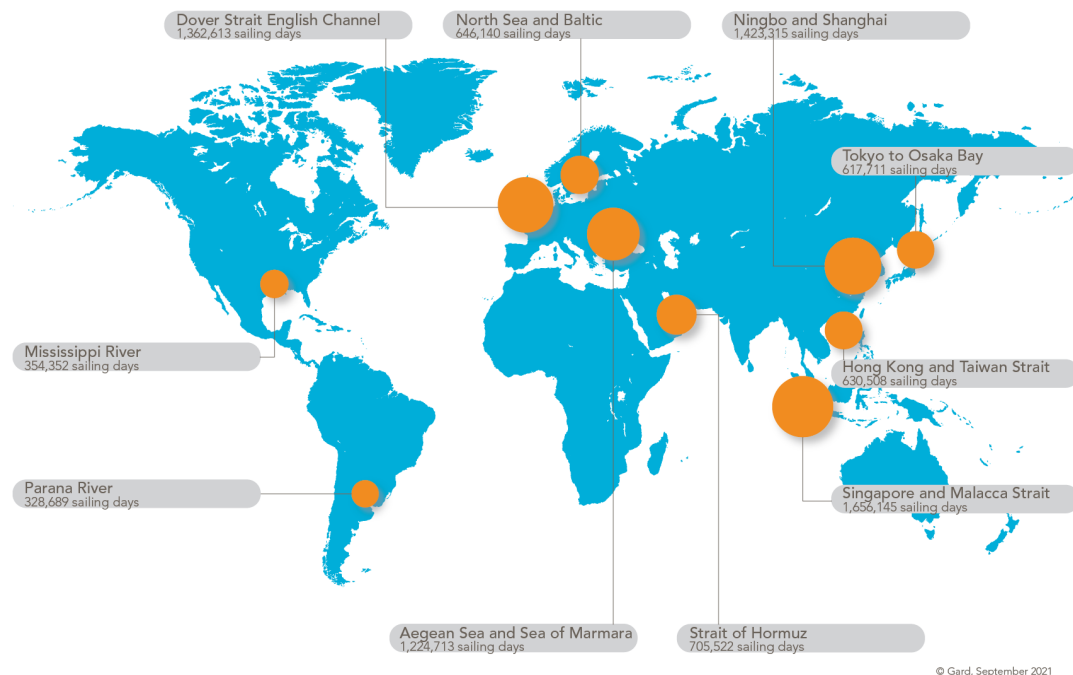 Dover Strait English Channel
1,362,613 sailing days
North Sea and Baltic
646,140 sailing days
Ningbo and Shanghai
1,423,315 sailing days
Tokyo to Osaka Bay
617,711 sailing days
Mississippi River
354,352 sailing days
Hong Kong and Taiwan Strait
630,508 sailing days
Parana River
328,689 sailing days
Singapore and Malacca Strait
1,656,145 sailing days
Aegean Sea and Sea of Marmara
1,224,713 sailing days
Strait of Hormuz
705,522 sailing days
© Gard, September 2021